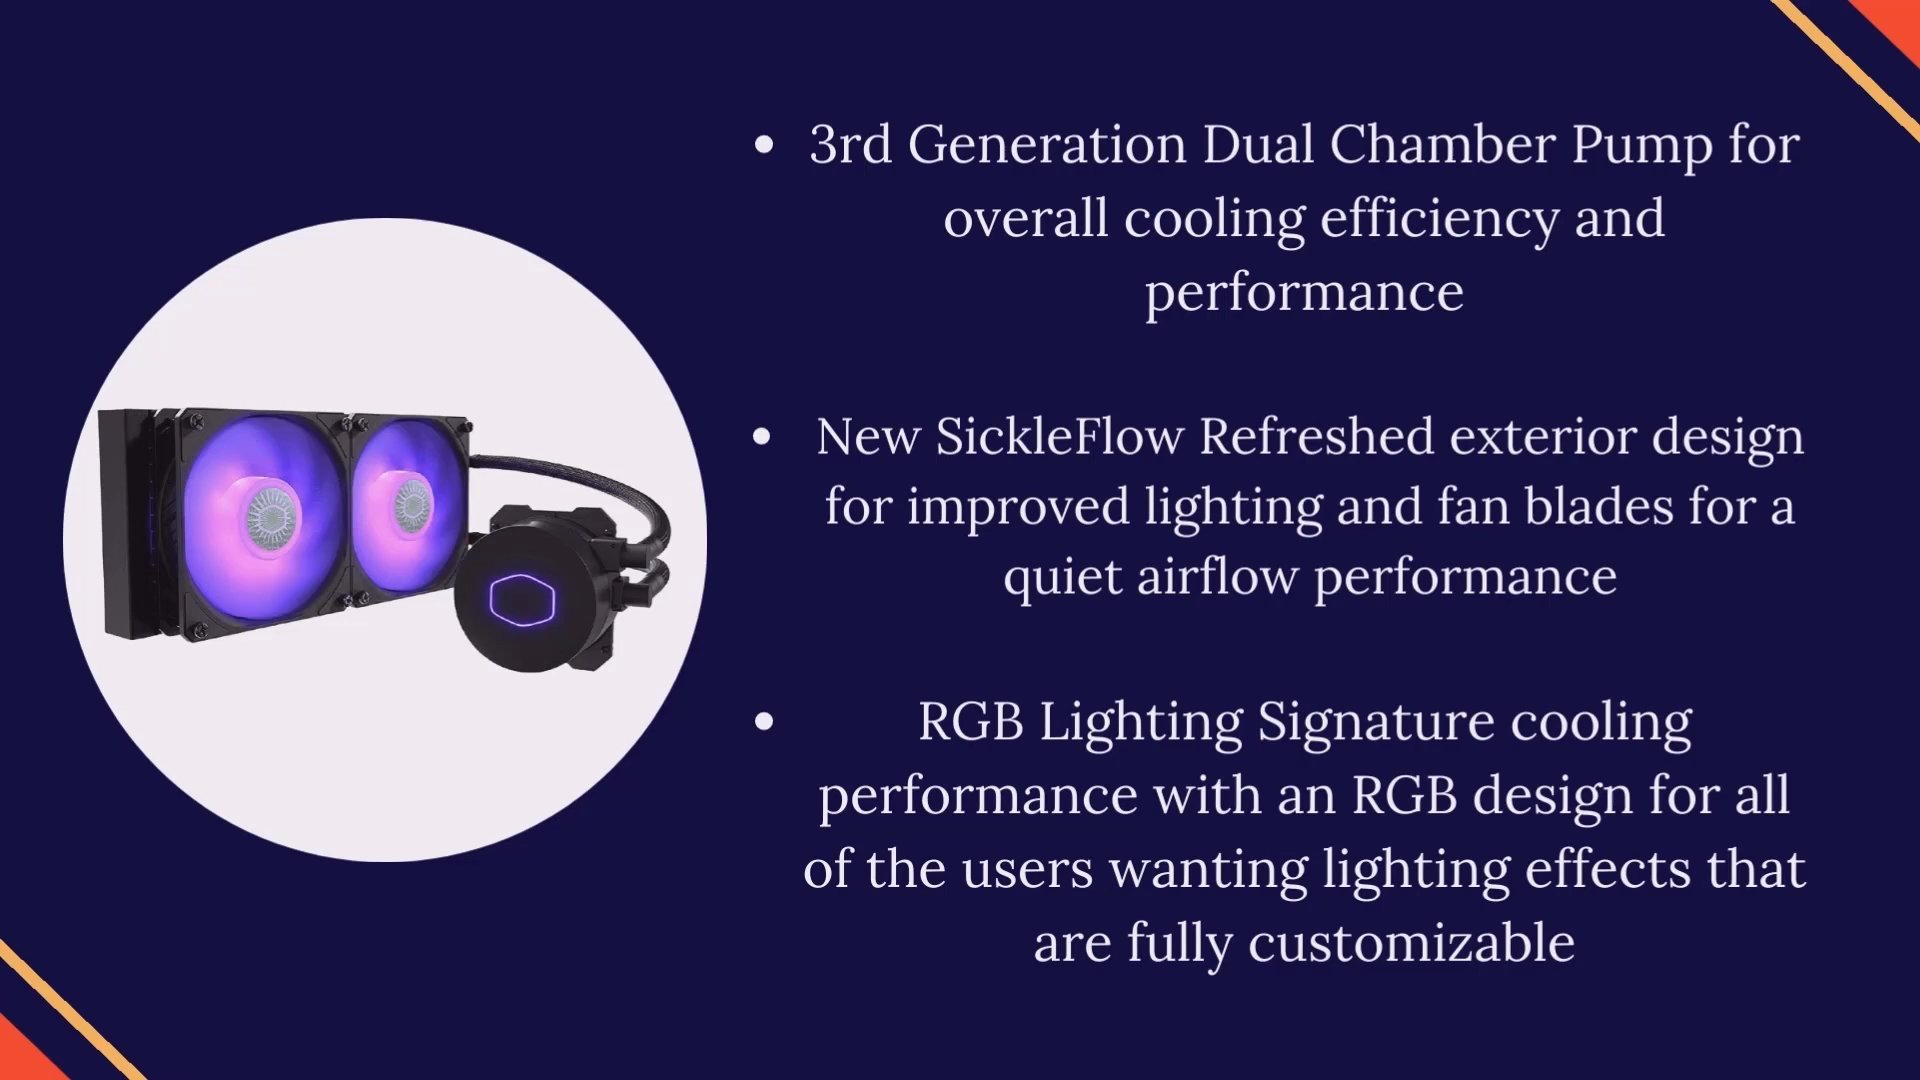 • 3rd Generation Dual Chamber Pump for
overall cooling efficiency and
performance
• New SickleFlow Refreshed exterior design
for improved lighting and fan blades for a
quiet airflow performance
• RGB Lighting Signature cooling
performance with an RGB design for all
of the users wanting lighting effects that
are fully customizable